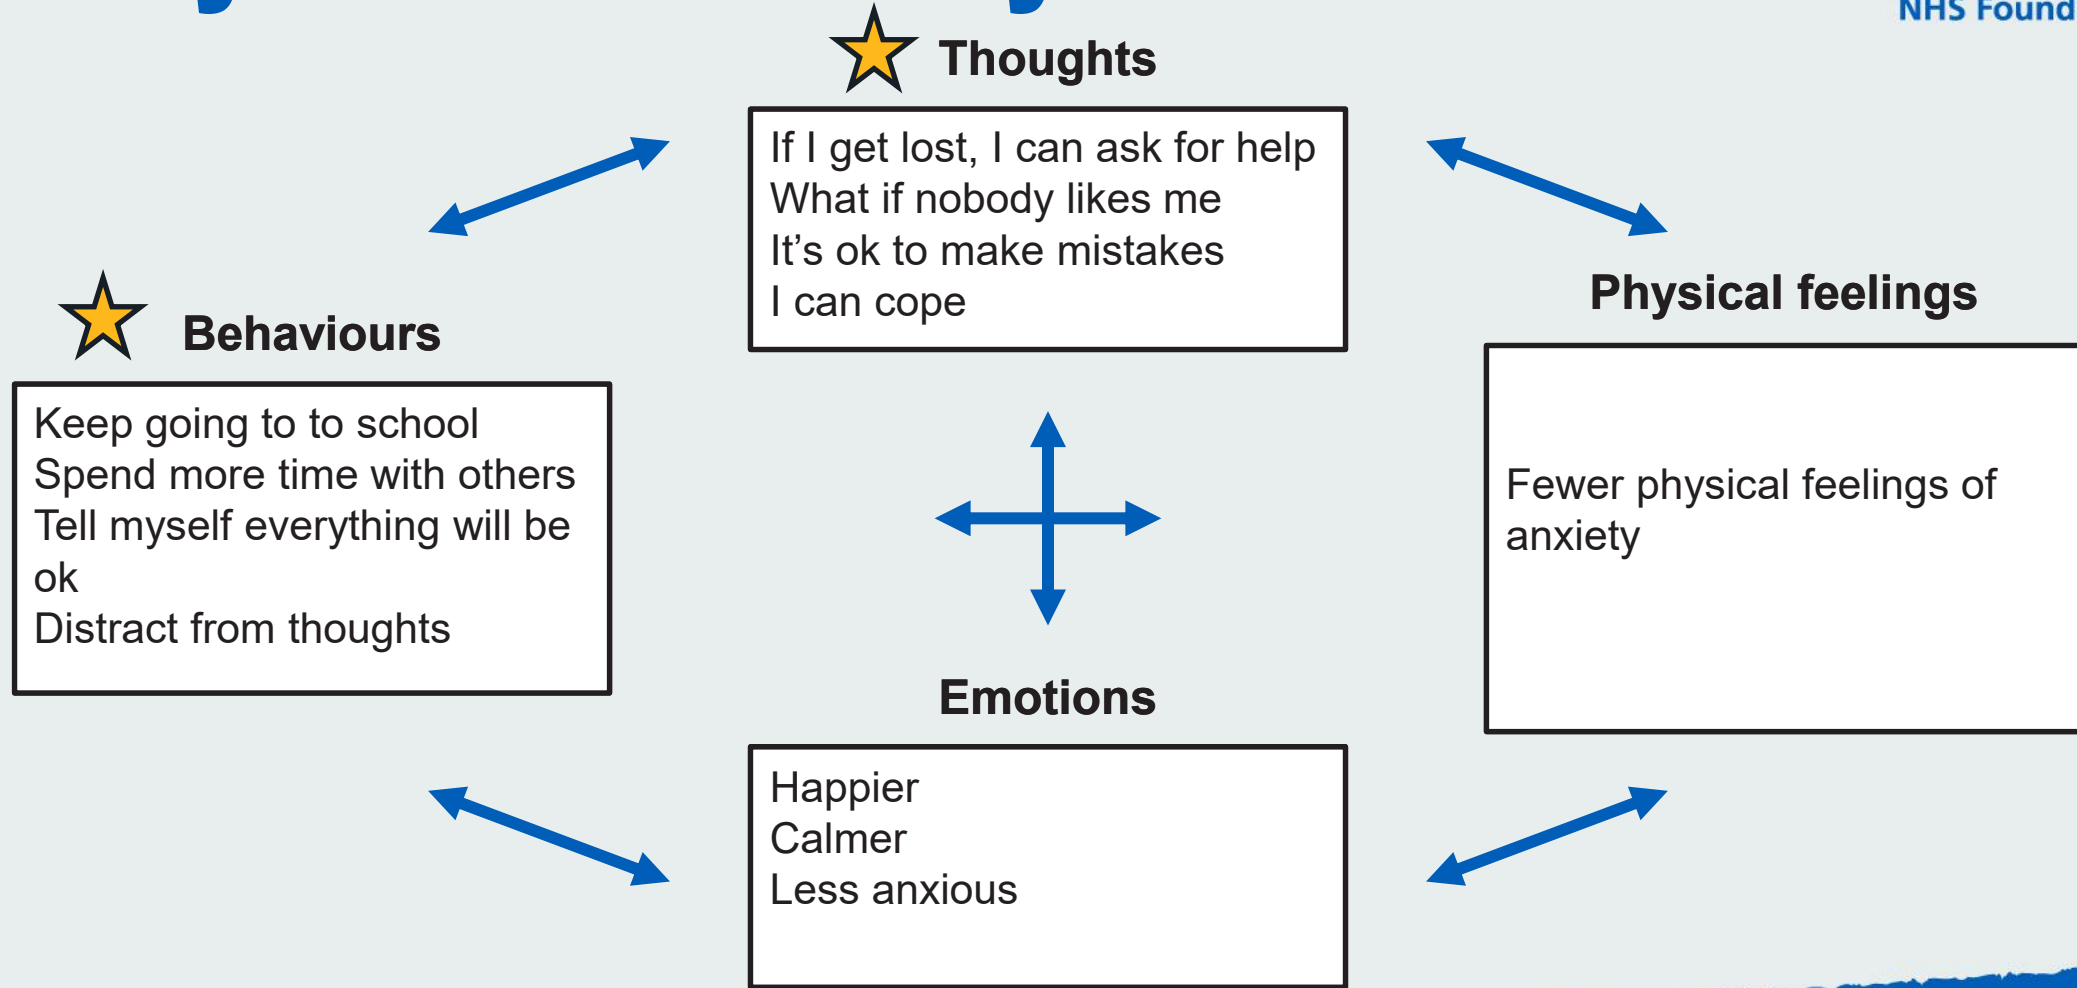 NHS Found
Thoughts
If I get lost, I can ask for help
What if nobody likes me
It's ok to make mistakes
I can cope
Physical feelings
Behaviours
Keep going to to school
Spend more time with others
Tell myself everything will be
ok
Distract from thoughts
Fewer physical feelings of
anxiety
Emotions
Happier
Calmer
Less anxious